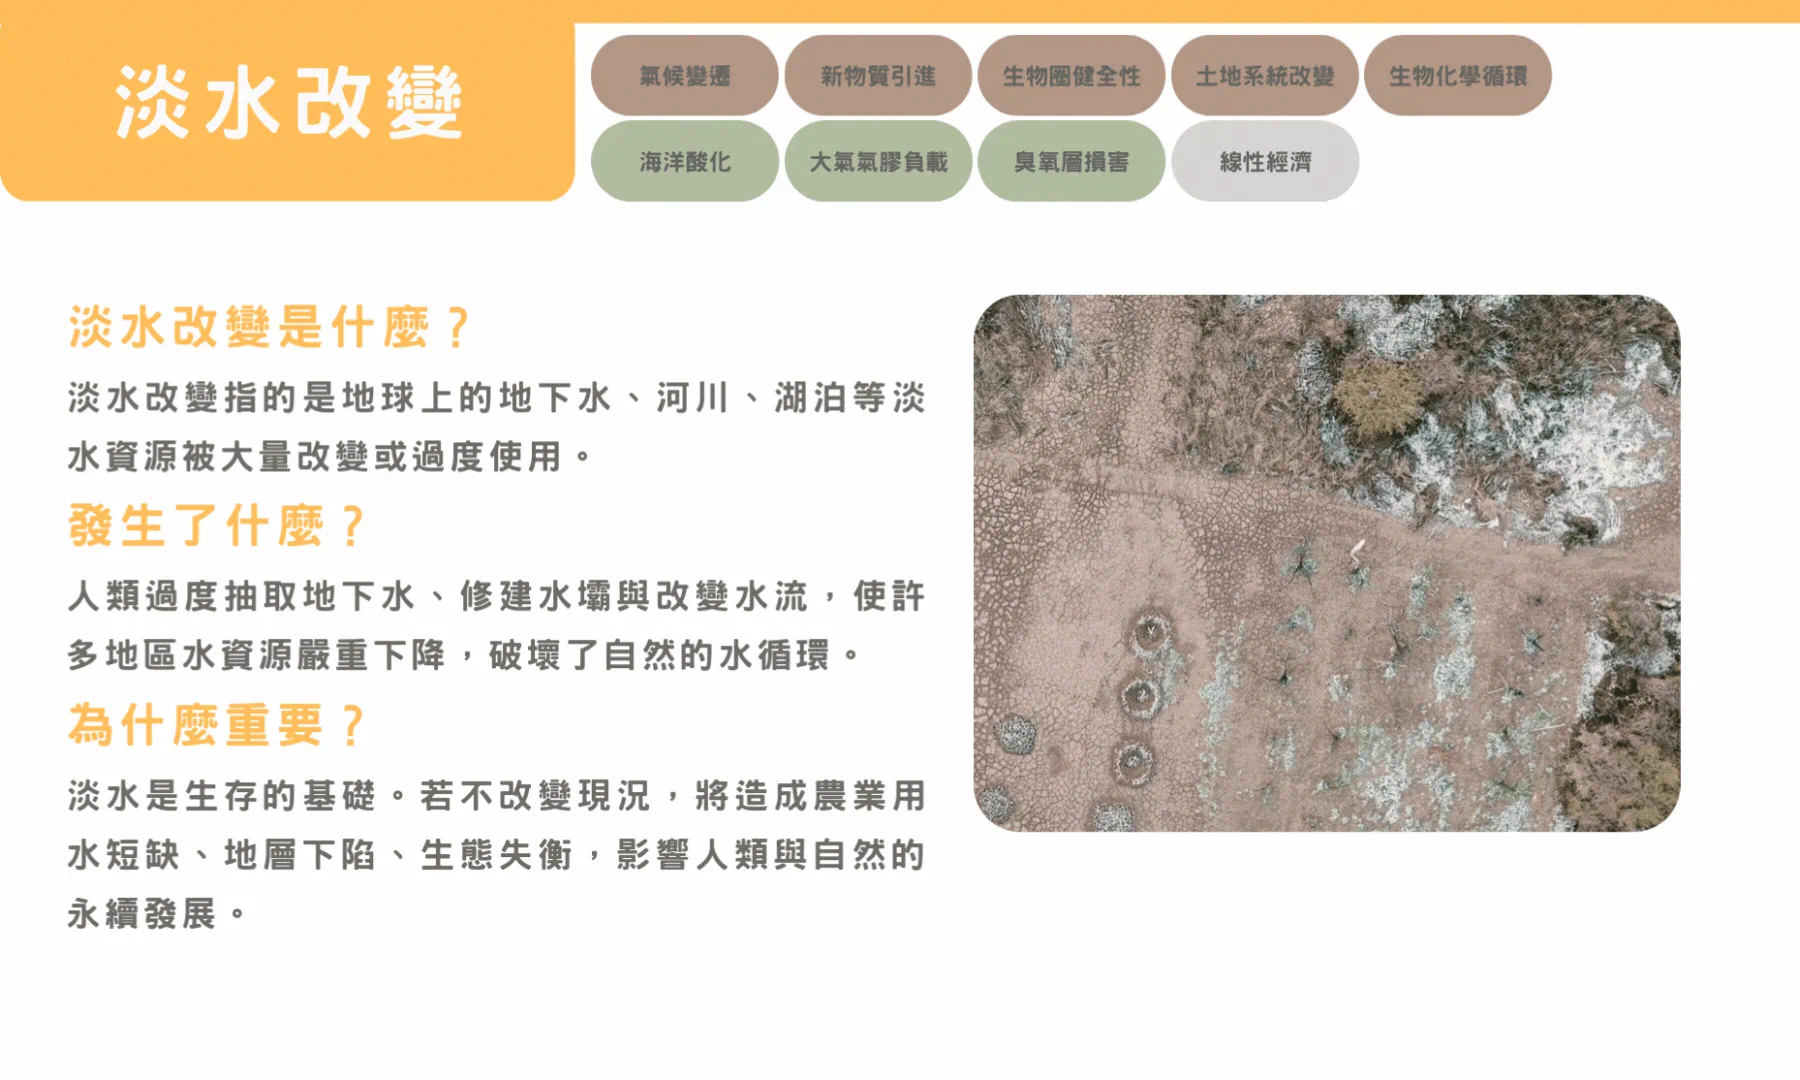 淡水改變
氣候變遷
新物質引進
生物圈健全性
土地系統改變
生物化學循環
海洋酸化
大氣氣膠負載
臭氧層損害
線性經濟
淡水改變是什麼？
淡水改變指的是地球上的地下水、河川、湖泊等淡
水資源被大量改變或過度使用。
發生了什麼？
人類過度抽取地下水、修建水壩與改變水流，使許
多地區水資源嚴重下降，破壞了自然的水循環。
為什麼重要？
淡水是生存的基礎。若不改變現況，將造成農業用
水短缺、地層下陷、生態失衡，影響人類與自然的
永續發展。